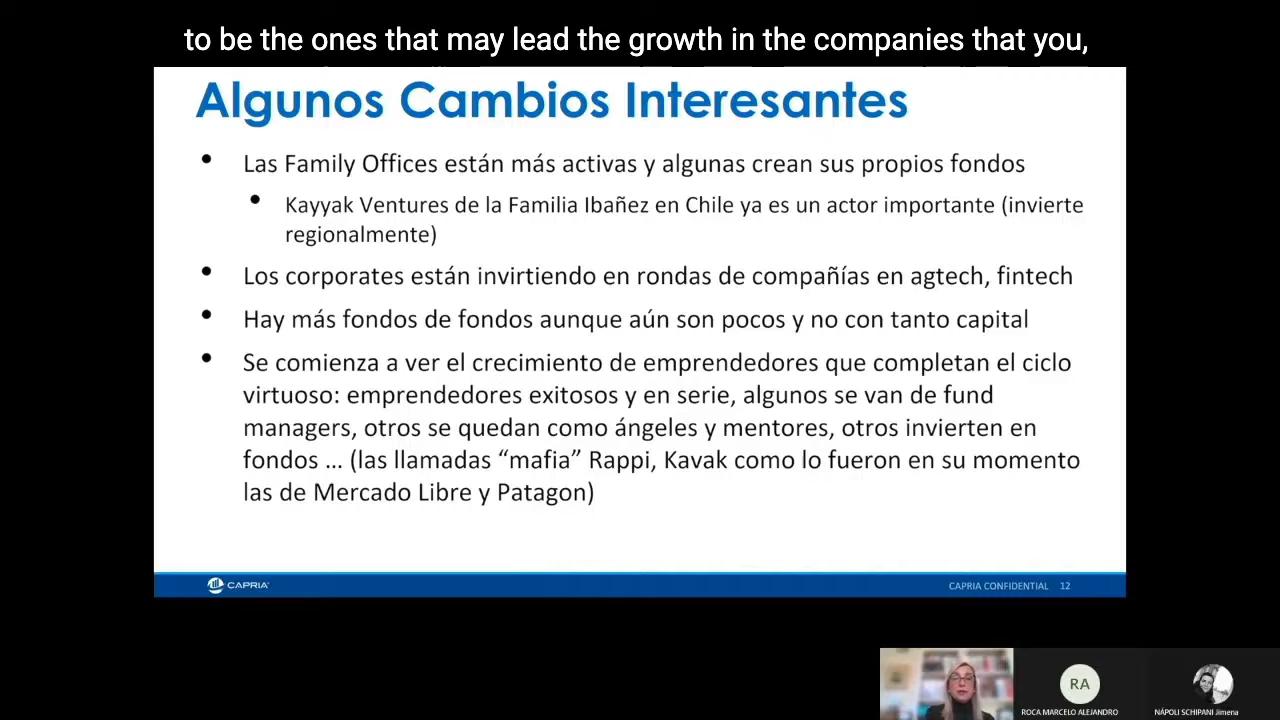 to be the ones that may lead the growth in the companies that you,
Algunos Cambios Interesantes
• Las Family Offices están más activas y algunas crean sus propios fondos
• Kayyak Ventures de la Familia Ibañez en Chile ya es un actor importante (invierte
regionalmente)
• Los corporates están invirtiendo en rondas de compañías en agtech, fintech
• Hay más fondos de fondos aunque aún son pocos y no con tanto capital
• Se comienza a ver el crecimiento de emprendedores que completan el ciclo
virtuoso: emprendedores exitosos y en serie, algunos se van de fund
managers, otros se quedan como ángeles y mentores, otros invierten en
fondos … (las llamadas “mafia” Rappi, Kavak como lo fueron en su momento
las de Mercado Libre y Patagon)
CAPRIA
CAPRIA CONFIDENTIAL 12
RA
ROCA MARCELO ALEJANDRO
NÁPOLI SCHIPANI Jimena